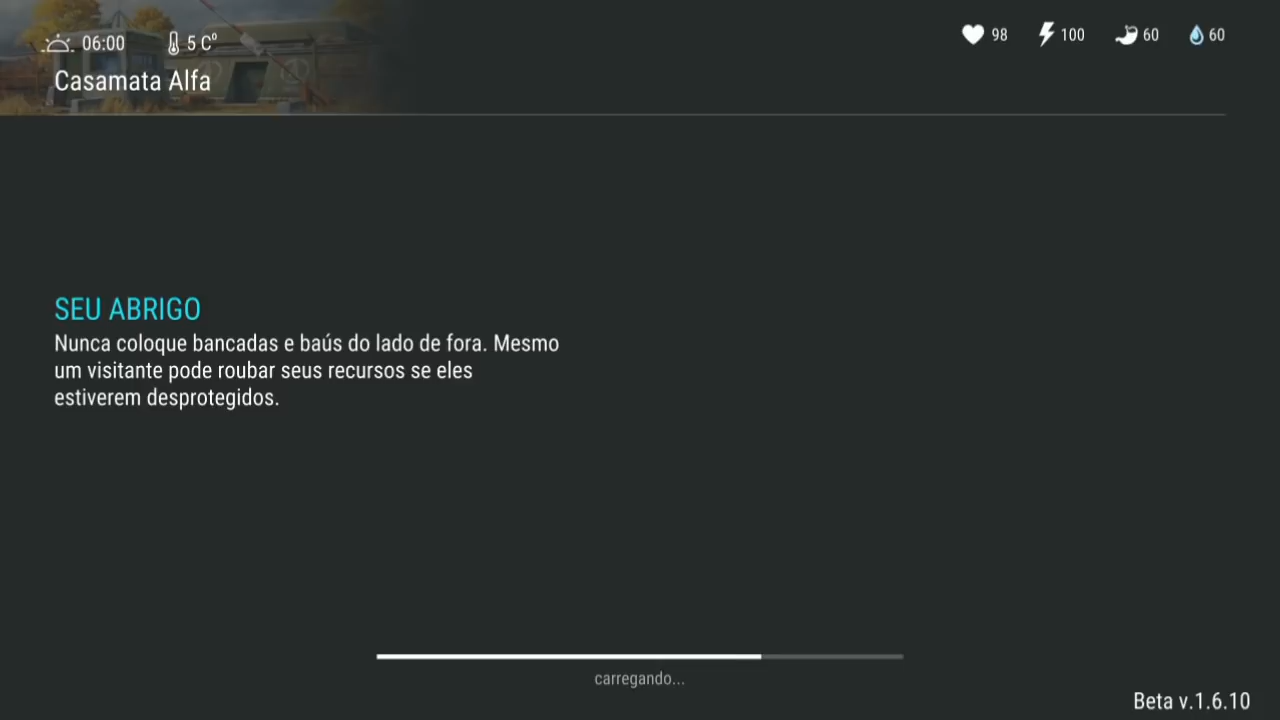 06:00 5 Cº
98 100 60 60
Casamata Alfa
SEU ABRIGO
Nunca coloque bancadas e baús do lado de fora. Mesmo
um visitante pode roubar seus recursos se eles
estiverem desprotegidos.
carregando...
Beta v.1.6.10